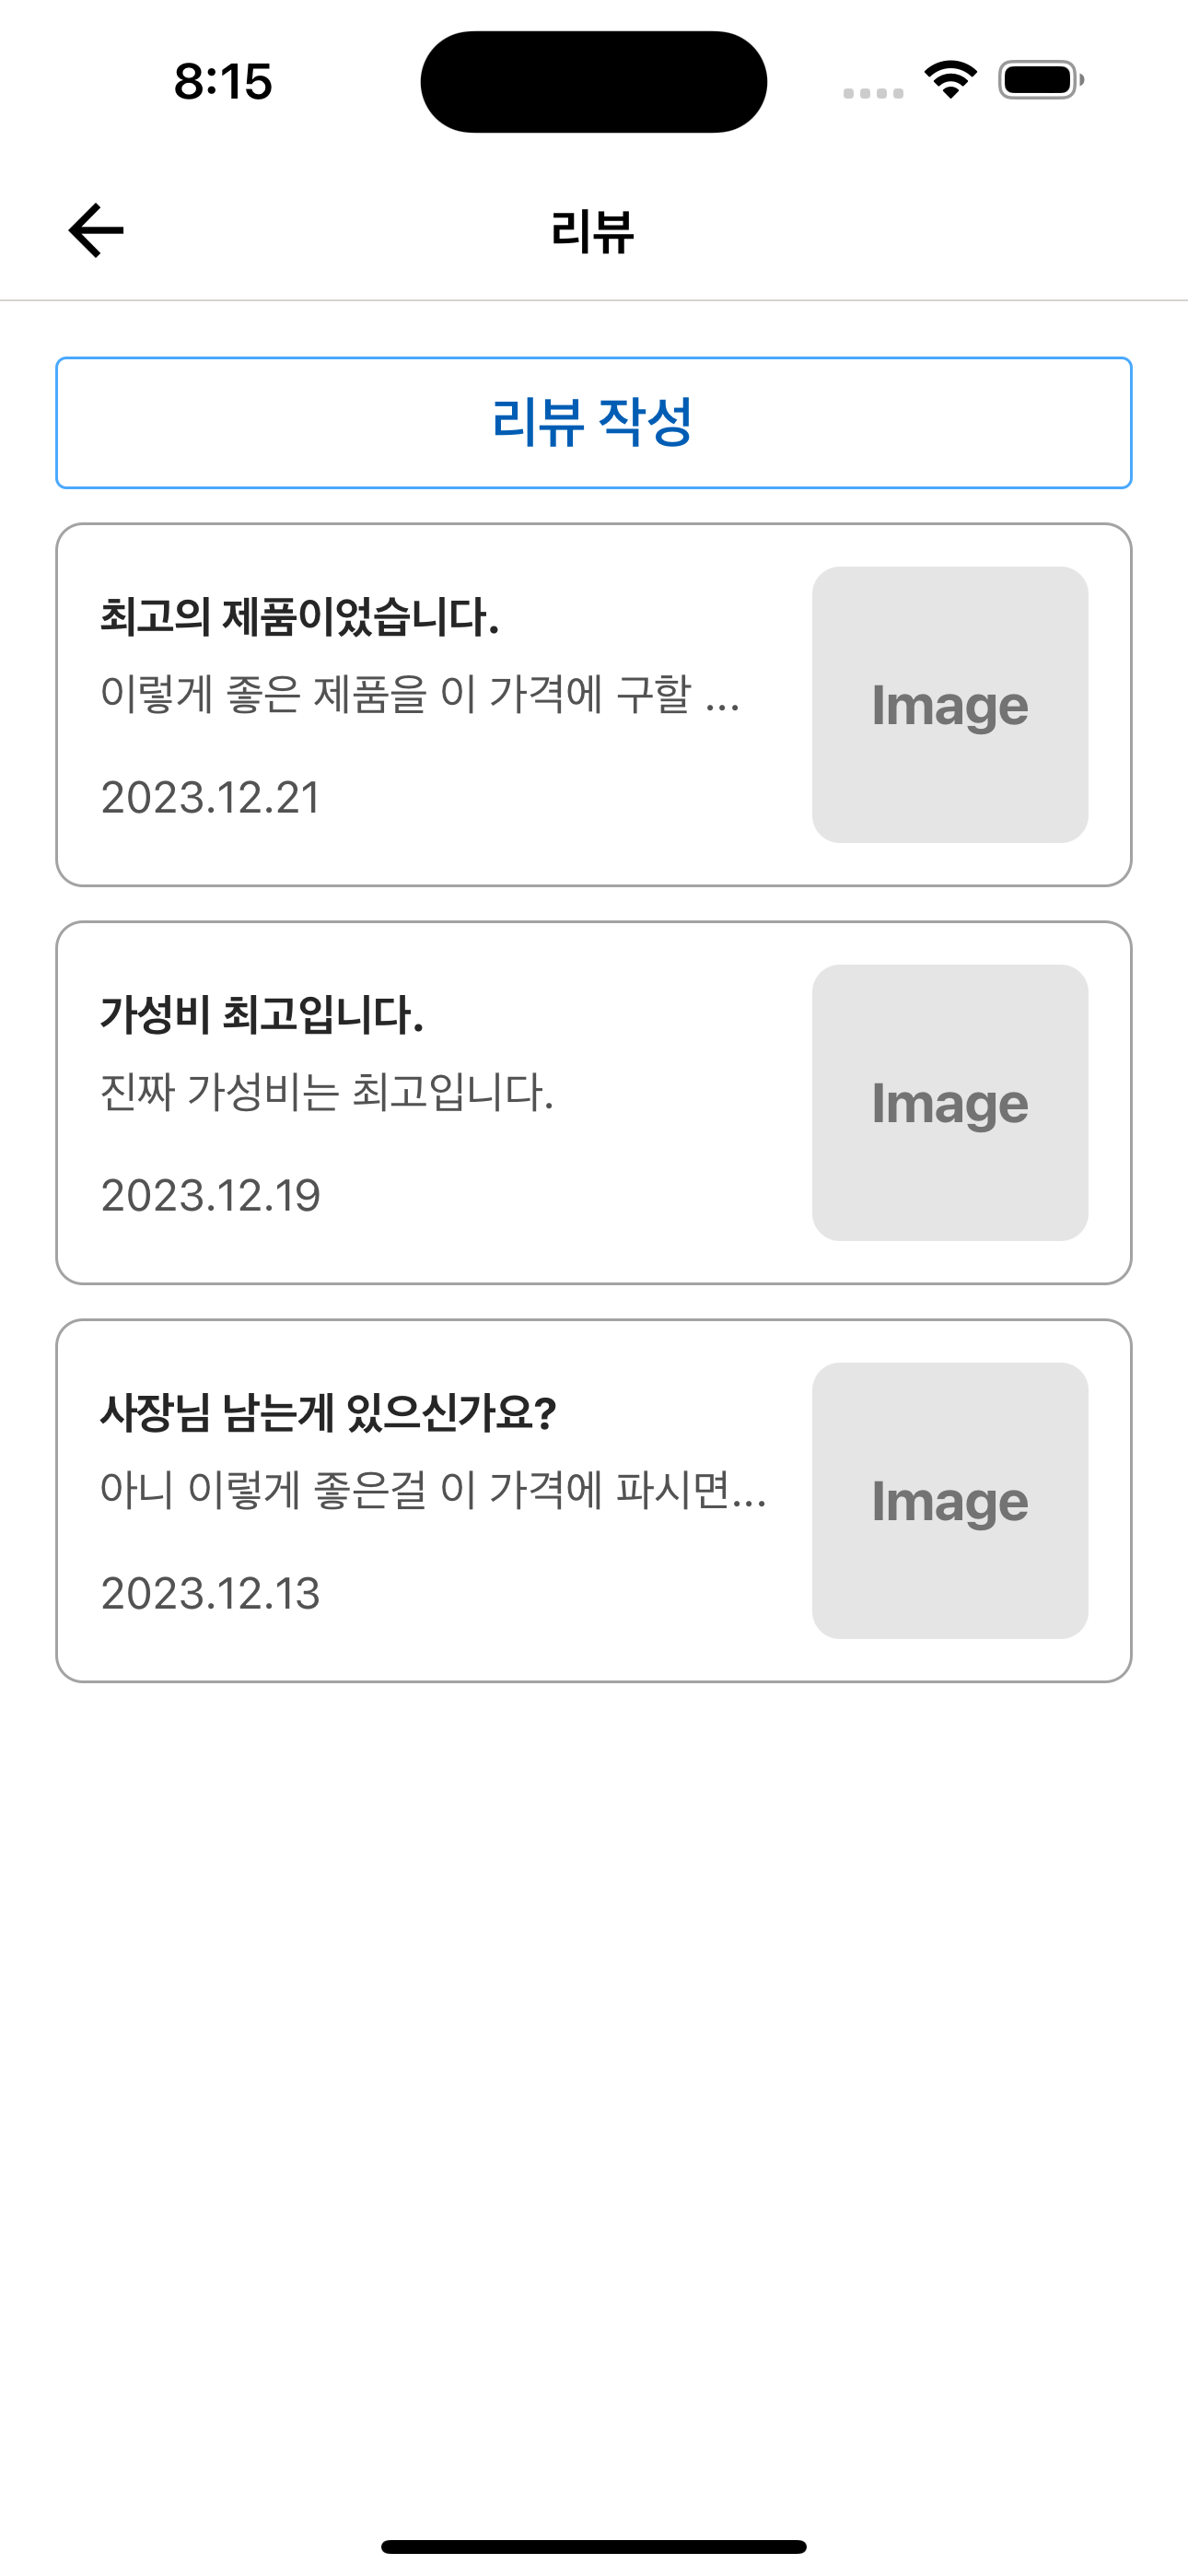 8:15
리뷰
리뷰 작성
최고의 제품이었습니다.
이렇게 좋은 제품을 이 가격에 구할 ...
2023.12.21
Image
가성비 최고입니다.
진짜 가성비는 최고입니다.
2023.12.19
Image
사장님 남는게 있으신가요?
아니 이렇게 좋은걸 이 가격에 파시면...
2023.12.13
Image